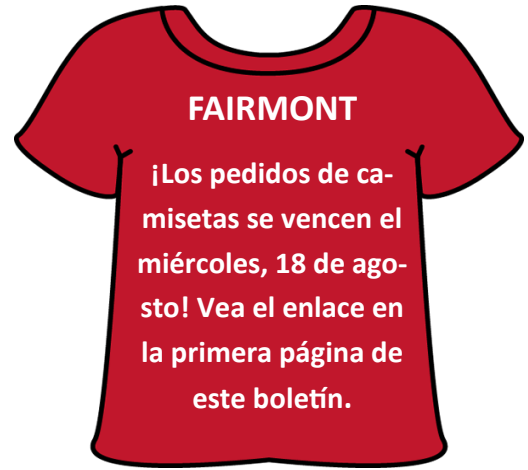 FAIRMONT
¡Los pedidos de ca-
misetas se vencen el
miércoles, 18 de ago-
sto! Vea el enlace en
la primera página de
este boletín.